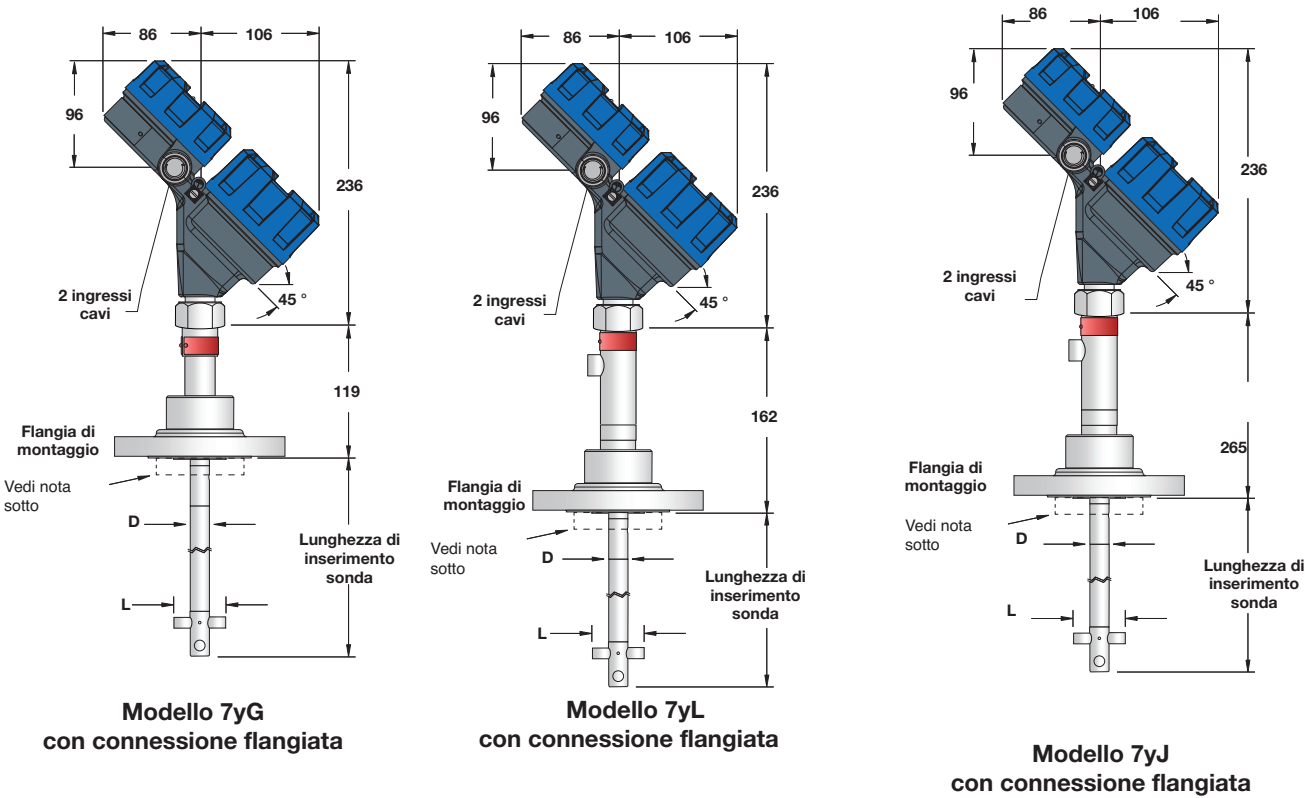 86
106
96
236
2 ingressi
cavi
45 °
119
Flangia di
montaggio
Vedi nota
sotto
D
Lunghezza di
inserimento
sonda
L
Modello 7yG
con connessione flangiata
86
106
96
236
2 ingressi
cavi
45 °
162
Flangia di
montaggio
Vedi nota
sotto
D
Lunghezza di
inserimento
sonda
L
Modello 7yL
con connessione flangiata
86
106
96
236
2 ingressi
cavi
45 °
265
Flangia di
montaggio
Vedi nota
sotto
D
Lunghezza di
inserimento
sonda
L
Modello 7yJ
con connessione flangiata